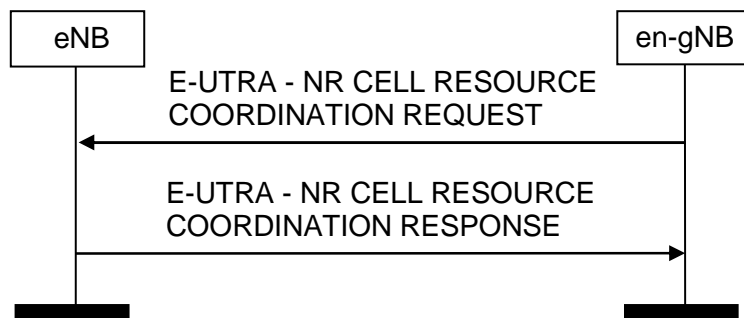 eNB
en-gNB
E-UTRA - NR CELL RESOURCE
COORDINATION REQUEST
E-UTRA - NR CELL RESOURCE
COORDINATION RESPONSE